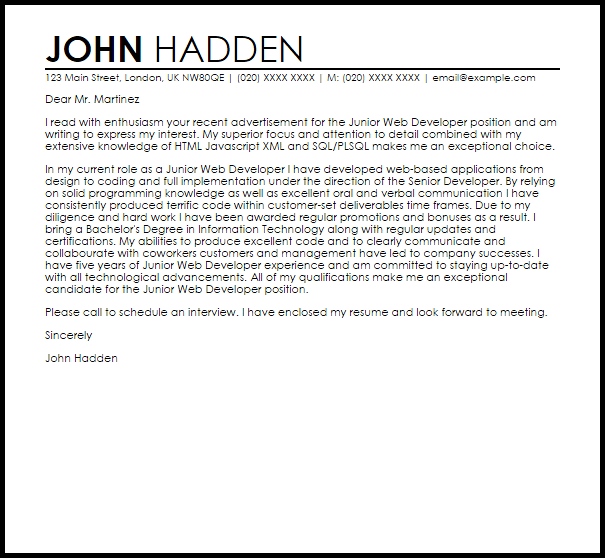 JOHN HADDEN
123 Main Street, London, UK NW80QE | (020) XXXX XXXX | M: (020) XXXX XXXX | email@example.com
Dear Mr. Martinez
I read with enthusiasm your recent advertisement for the Junior Web Developer position and am
writing to express my interest. My superior focus and attention to detail combined with my
extensive knowledge of HTML Javascript XML and SQL/PLSQL makes me an exceptional choice.
In my current role as a Junior Web Developer I have developed web-based applications from
design to coding and full implementation under the direction of the Senior Developer. By relying
on solid programming knowledge as well as excellent oral and verbal communication I have
consistently produced terrific code within customer-set deliverables time frames. Due to my
diligence and hard work I have been awarded regular promotions and bonuses as a result. I
bring a Bachelor's Degree in Information Technology along with regular updates and
certifications. My abilities to produce excellent code and to clearly communicate and
collabourate with coworkers customers and management have led to company successes. I
have five years of Junior Web Developer experience and am committed to staying up-to-date
with all technological advancements. All of my qualifications make me an exceptional
candidate for the Junior Web Developer position.
Please call to schedule an interview. I have enclosed my resume and look forward to meeting.
Sincerely
John Hadden